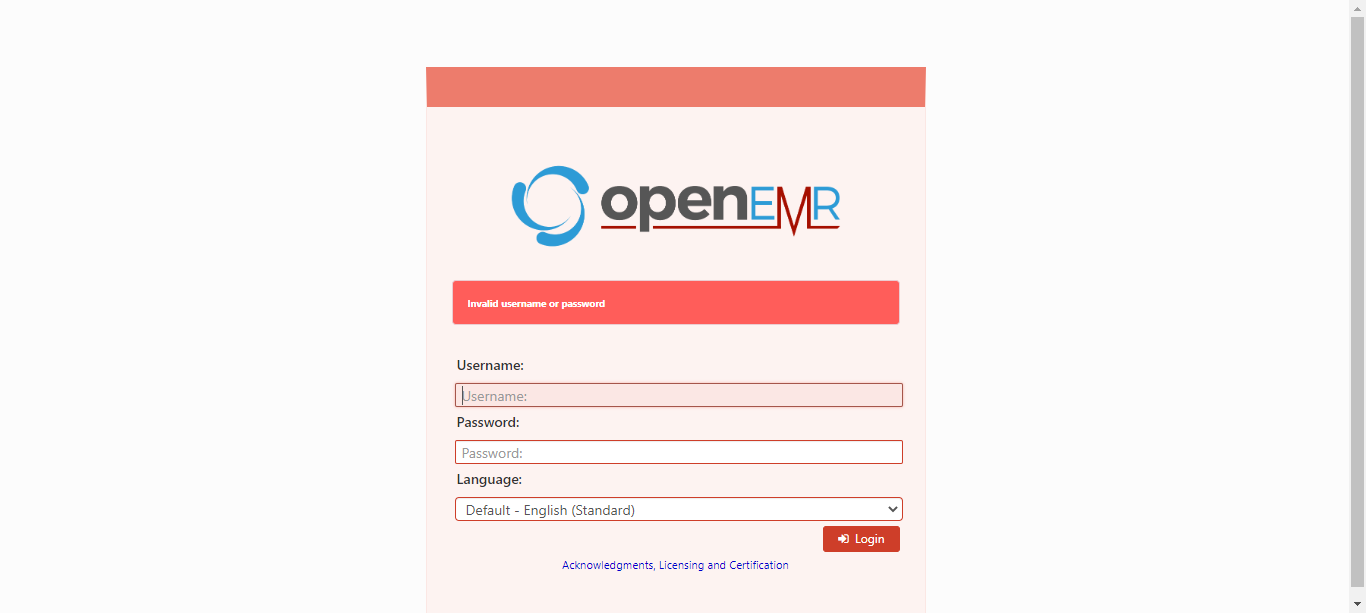 openEMR
Invalid username or password
Username:
Username:
Password:
Password:
Language:
Default - English (Standard)
Login
Acknowledgments, Licensing and Certification